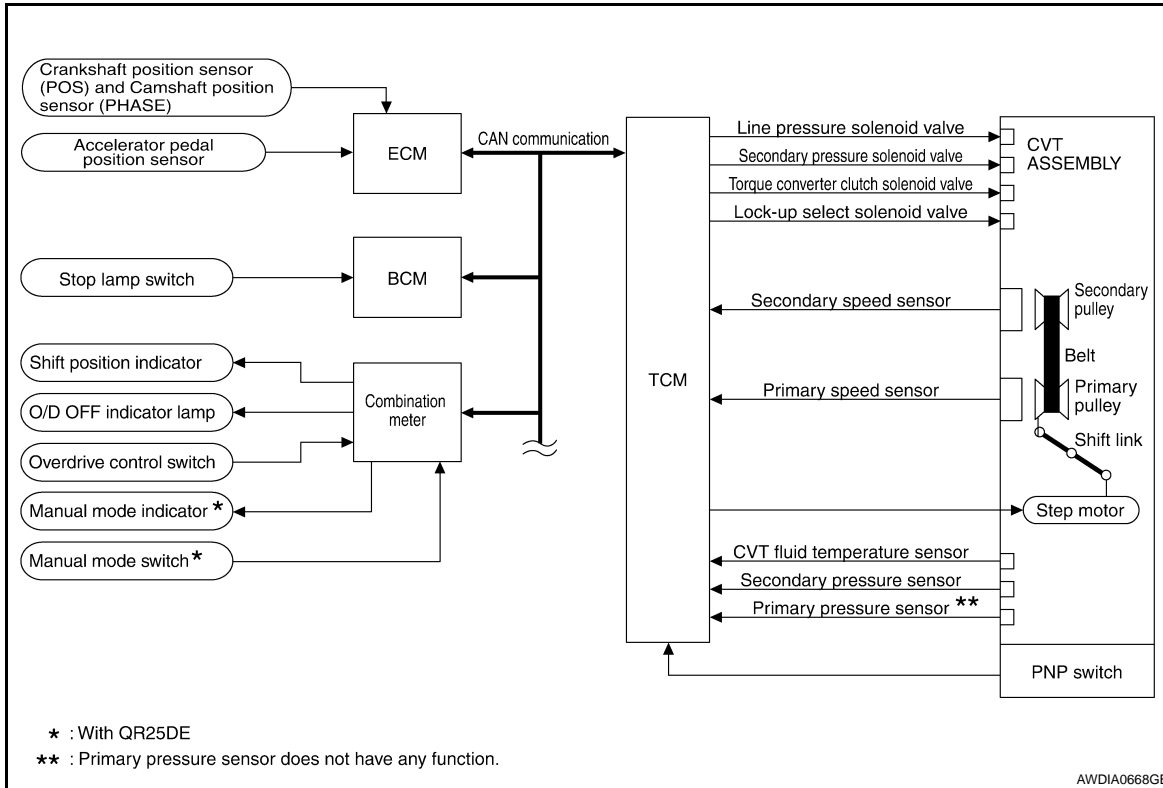 Crankshaft position sensor
(POS) and Camshaft position
sensor (PHASE)
Accelerator pedal
position sensor
ECM
CAN communication
Stop lamp switch
BCM
Shift position indicator
O/D OFF indicator lamp
Overdrive control switch
Manual mode indicator *
Manual mode switch *
Combination
meter
TCM
Line pressure solenoid valve
Secondary pressure solenoid valve
Torque converter clutch solenoid valve
Lock-up select solenoid valve
CVT
ASSEMBLY
Secondary speed sensor
Secondary
pulley
Belt
Primary speed sensor
Primary
pulley
Shift link
Step motor
CVT fluid temperature sensor
Secondary pressure sensor
Primary pressure sensor **
PNP switch
* : With QR25DE
** : Primary pressure sensor does not have any function.
AWDIA0668GB